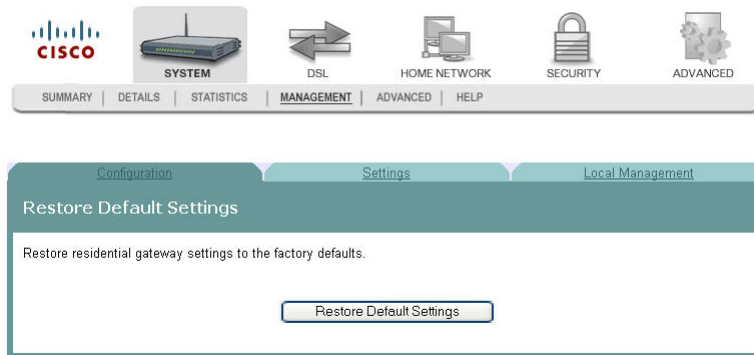 CISCO
SYSTEM DSL HOME NETWORK SECURITY ADVANCED
SUMMARY | DETAILS | STATISTICS | MANAGEMENT | ADVANCED | HELP
Configuration Settings Local Management
Restore Default Settings
Restore residential gateway settings to the factory defaults.
Restore Default Settings